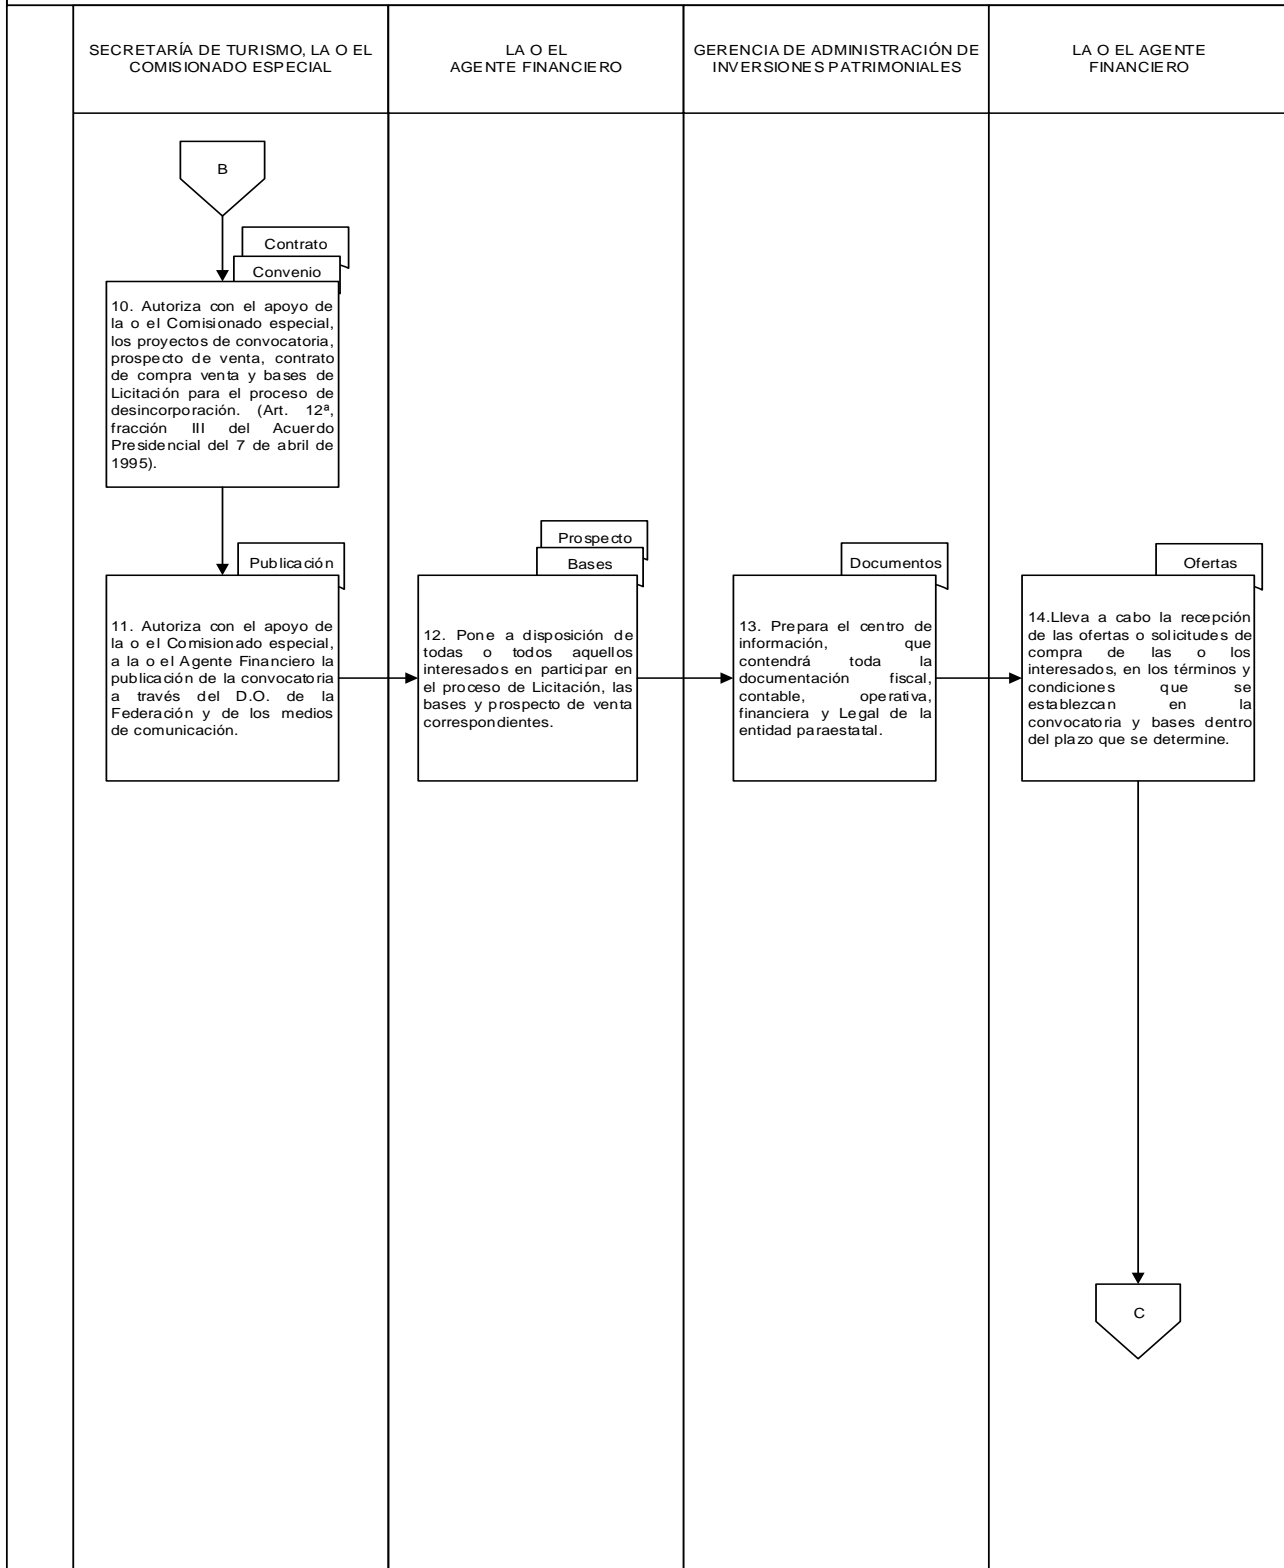 SECRETARÍA DE TURISMO, LA O EL
COMISIONADO ESPECIAL
LA O EL
AGENTE FINANCIERO
GERENCIA DE ADMINISTRACIÓN DE
INVERSIONES PATRIMONIALES
LA O EL AGENTE
FINANCIERO
B
Contrato
Convenio
10. Autoriza con el apoyo de
la o el Comisionado especial,
los proyectos de convocatoria,
prospecto de venta, contrato
de compra venta y bases de
Licitación para el proceso de
desincorporación. (Art. 12ª,
fracción III del Acuerdo
Presidencial del 7 de abril de
1995).
Publicación
11. Autoriza con el apoyo de
la o el Comisionado especial,
a la o el Agente Financiero la
publicación de la convocatoria
a través del D.O. de la
Federación y de los medios
de comunicación.
Prospecto
Bases
12. Pone a disposición de
todas o todos aquellos
interesados en participar en
el proceso de Licitación, las
bases y prospecto de venta
correspondientes.
Documentos
13. Prepara el centro de
información, que
contendrá toda la
documentación fiscal,
contable, operativa,
financiera y Legal de la
entidad paraestatal.
Ofertas
14.Lleva a cabo la recepción
de las ofertas o solicitudes de
compra de las o los
interesados, en los términos y
condiciones que se
establezcan en la
convocatoria y bases dentro
del plazo que se determine.
C